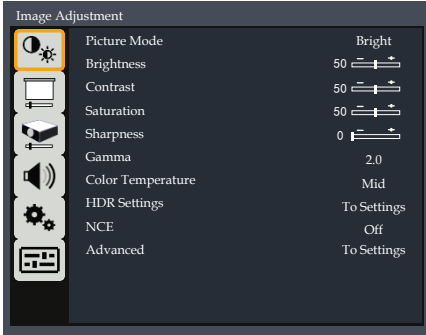 Image Adjustment
Picture Mode Bright
Brightness 50 - +
Contrast 50 - +
Saturation 50 - +
Sharpness 0 - +
Gamma 2.0
Color Temperature Mid
HDR Settings To Settings
NCE Off
Advanced To Settings